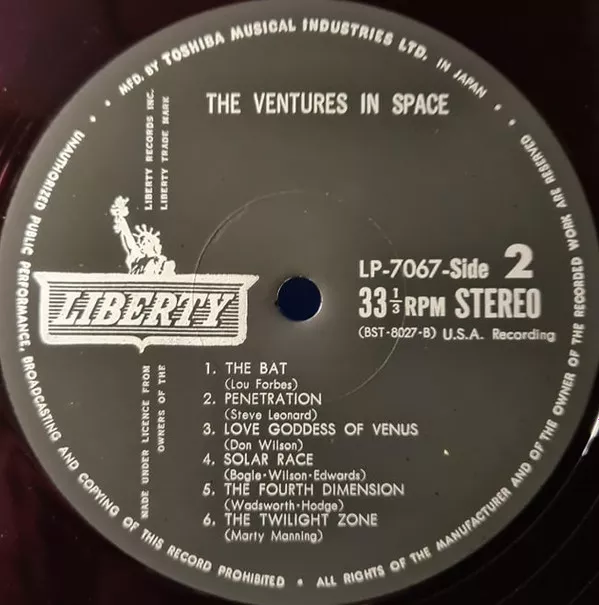 MFD. BY TOSHIBA MUSICAL INDUSTRIES LTD. IN JAPAN
THE VENTURES IN SPACE
LIBERTY RECORDS INC.
LIBERTY TRADE MARK
LIBERTY
LP-7067-Side 2
33⅓RPM STEREO
(BST-8027-B) U.S.A. Recording
1. THE BAT
(Lou Forbes)
2. PENETRATION
(Steve Leonard)
3. LOVE GODDESS OF VENUS
(Don Wilson)
4. SOLAR RACE
(Bogle-Wilson-Edwards)
5. THE FOURTH DIMENSION
(Wadsworth-Hodge)
6. THE TWILIGHT ZONE
(Marty Manning)
MADE UNDER LICENCE FROM
OWNERS OF THE
ALL RIGHTS OF THE MANUFACTURER AND OF THE OWNER OF THE RECORDED WORK ARE RESERVED
UNAUTHORIZED PUBLIC PERFORMANCE, BROADCASTING AND COPYING OF THIS RECORD PROHIBITED